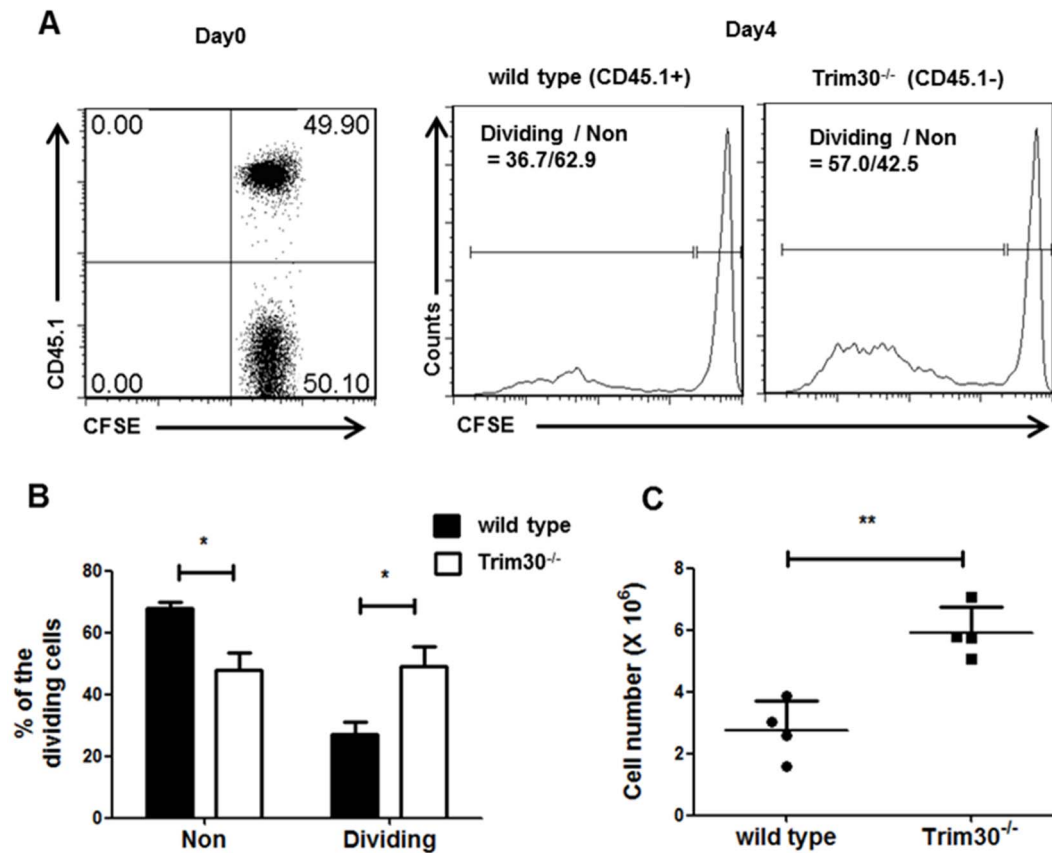 A
Day0
Day4
wild type (CD45.1+)
Trim30-/- (CD45.1-)
0.00
49.90
0.00
50.10
CD45.1
CFSE
Dividing / Non
= 36.7/62.9
Dividing / Non
= 57.0/42.5
Counts
CFSE
B
wild type
Trim30-/-
*
*
80
60
40
20
0
% of the
dividing cells
Non
Dividing
C
**
8
6
4
2
0
Cell number (X 10⁶)
wild type
Trim30-/-